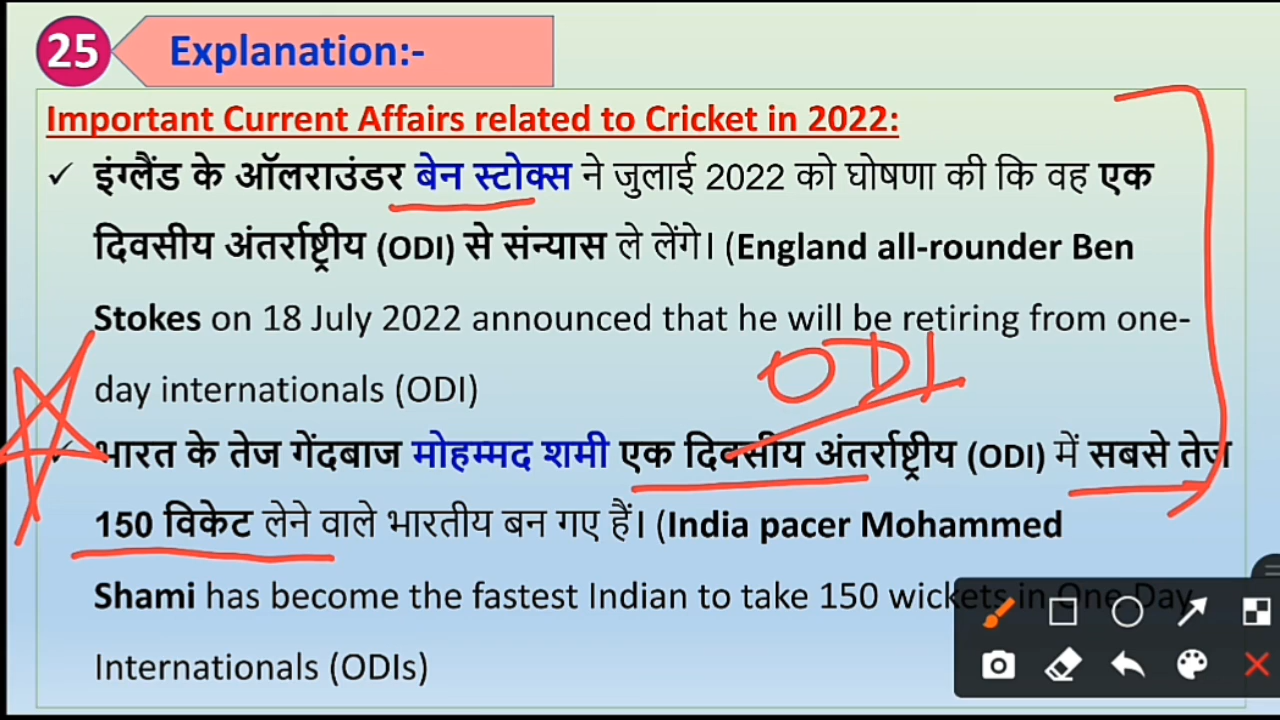 25 Explanation:-
Important Current Affairs related to Cricket in 2022:
✓ इंग्लैंड के ऑलराउंडर बेन स्टोक्स ने जुलाई 2022 को घोषणा की कि वह एक
दिवसीय अंतर्राष्ट्रीय (ODI) से संन्यास ले लेंगे। (England all-rounder Ben
Stokes on 18 July 2022 announced that he will be retiring from one-
day internationals (ODI)
ODI
✓ भारत के तेज गेंदबाज मोहम्मद शमी एक दिवसीय अंतर्राष्ट्रीय (ODI) में सबसे तेज
150 विकेट लेने वाले भारतीय बन गए हैं। (India pacer Mohammed
Shami has become the fastest Indian to take 150 wickets in One Day
Internationals (ODIs)